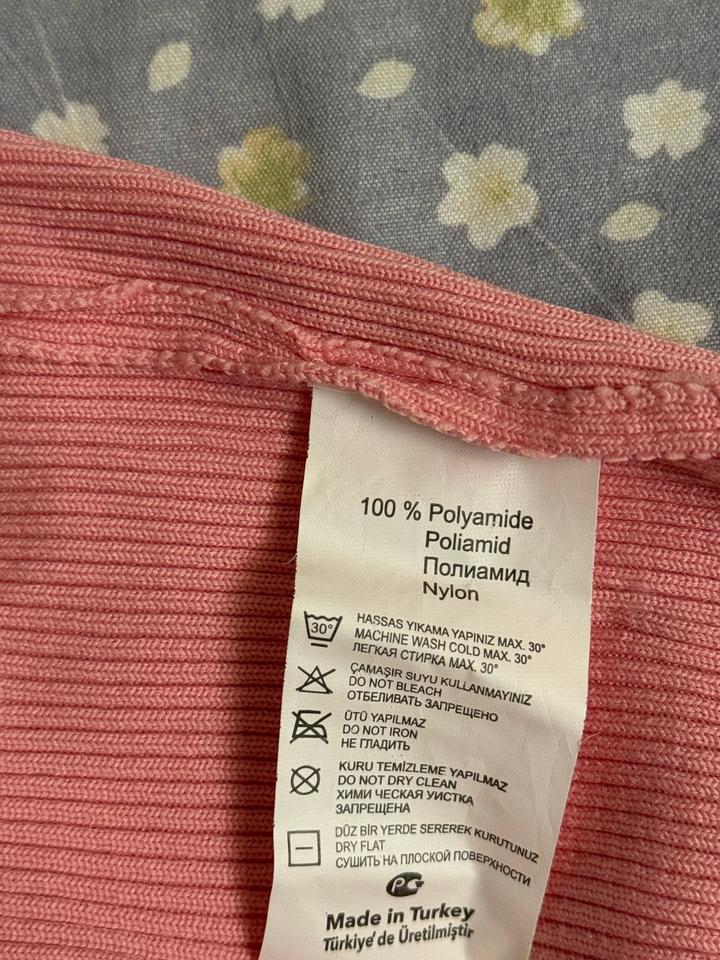 100 % Polyamide
Poliamid
Полиамид
Nylon
30°
HASSAS YIKAMA YAPINIZ MAX. 30°
MACHINE WASH COLD MAX. 30°
ЛЕГКАЯ СТИРКА MAX. 30°
ÇAMAŞIR SUYU KULLANMAYINIZ
DO NOT BLEACH
ОТБЕЛИВАТЬ ЗАПРЕЩЕНО
ÜTÜ YAPILMAZ
DO NOT IRON
НЕ ГЛАДИТЬ
KURU TEMİZLEME YAPILMAZ
DO NOT DRY CLEAN
ХИМИ ЧЕСКАЯ УИСТКА
ЗАПРЕЩЕНА
DÜZ BİR YERDE SEREREK KURUTUNUZ
DRY FLAT
СУШИТЬ НА ПЛОСКОЙ ПОВЕРХНОСТИ
PG
Made in Turkey
Türkiye'de Üretilmiştir